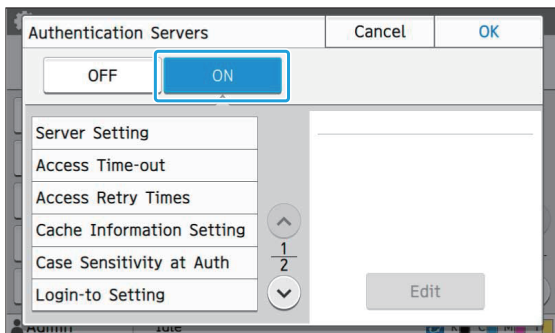 Authentication Servers
Cancel
OK
OFF
ON
Server Setting
Access Time-out
Access Retry Times
Cache Information Setting
Case Sensitivity at Auth
Login-to Setting
1
2
Edit
Admin
Idle
K
C
M